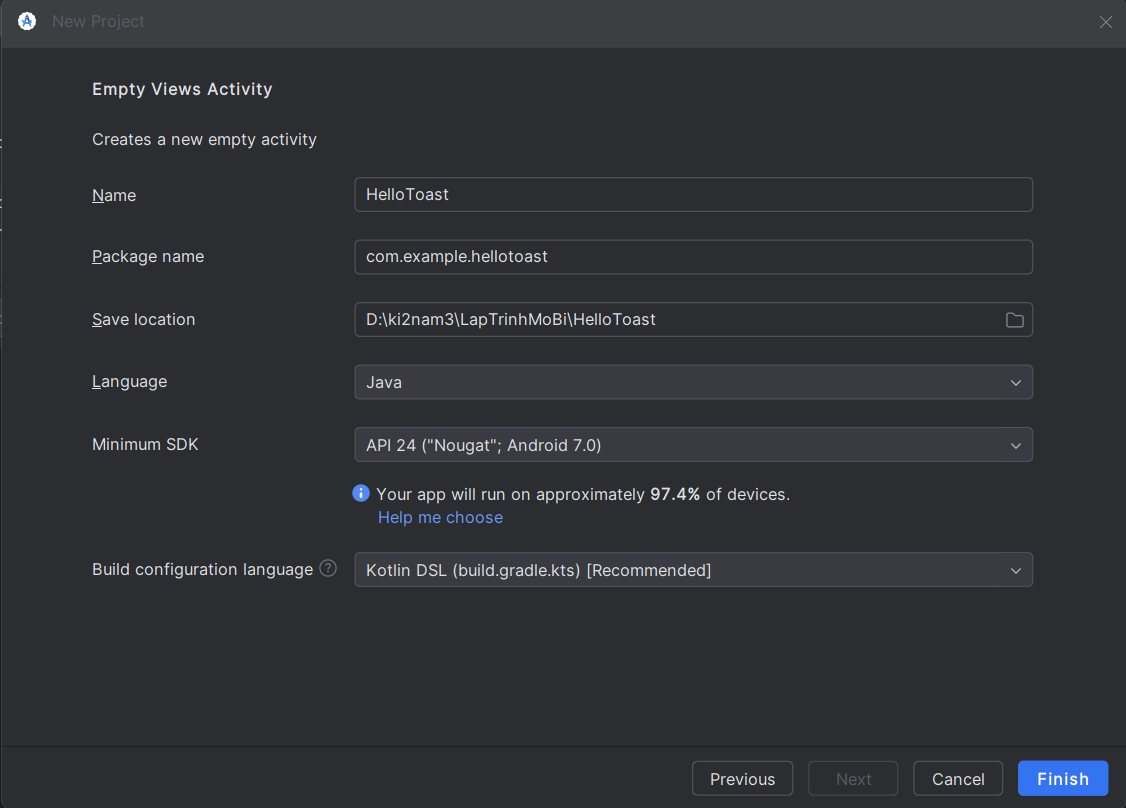 New Project
Empty Views Activity
Creates a new empty activity
Name
HelloToast
Package name
com.example.hellotoast
Save location
D:\ki2nam3\LapTrinhMoBi\HelloToast
Language
Java
Minimum SDK
API 24 ("Nougat"; Android 7.0)
Your app will run on approximately 97.4% of devices.
Help me choose
Build configuration language
Kotlin DSL (build.gradle.kts) [Recommended]
Previous
Next
Cancel
Finish